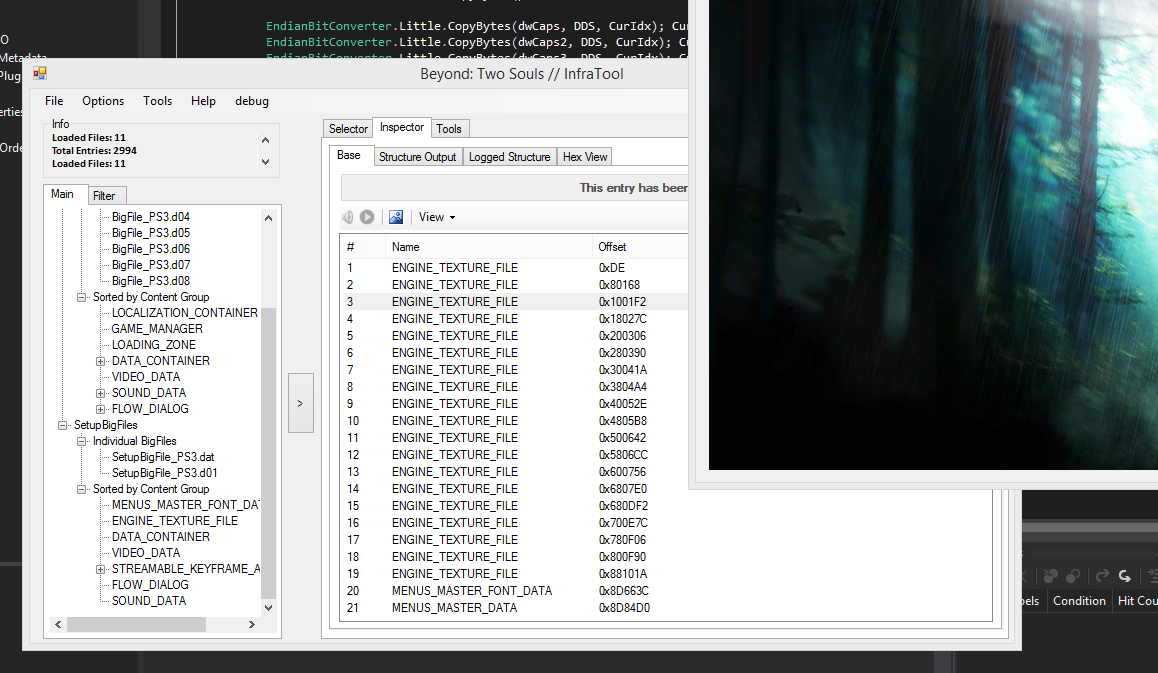 EndianBitConverter.Little.CopyBytes(dwCaps, DDS, CurIdx);
EndianBitConverter.Little.CopyBytes(dwCaps2, DDS, CurIdx);
EndianBitConverter.Little.CopyBytes(dwCaps3, DDS, CurIdx);
Metadata
Beyond: Two Souls // InfraTool
File Options Tools Help debug
Info
Loaded Files: 11
Total Entries: 2994
Loaded Files: 11
Main Filter
BigFile_PS3.d04
BigFile_PS3.d05
BigFile_PS3.d06
BigFile_PS3.d07
BigFile_PS3.d08
Sorted by Content Group
LOCALIZATION_CONTAINER
GAME_MANAGER
LOADING_ZONE
DATA_CONTAINER
VIDEO_DATA
SOUND_DATA
FLOW_DIALOG
SetupBigFiles
Individual BigFiles
SetupBigFile_PS3.dat
SetupBigFile_PS3.d01
Sorted by Content Group
MENUS_MASTER_FONT_DAT
ENGINE_TEXTURE_FILE
DATA_CONTAINER
VIDEO_DATA
STREAMABLE_KEYFRAME_A
FLOW_DIALOG
SOUND_DATA
>
Selector Inspector Tools
Base Structure Output Logged Structure Hex View
This entry has been
View
# Name Offset
1 ENGINE_TEXTURE_FILE 0xDE
2 ENGINE_TEXTURE_FILE 0x80168
3 ENGINE_TEXTURE_FILE 0x1001F2
4 ENGINE_TEXTURE_FILE 0x18027C
5 ENGINE_TEXTURE_FILE 0x200306
6 ENGINE_TEXTURE_FILE 0x280390
7 ENGINE_TEXTURE_FILE 0x30041A
8 ENGINE_TEXTURE_FILE 0x3804A4
9 ENGINE_TEXTURE_FILE 0x40052E
10 ENGINE_TEXTURE_FILE 0x4805B8
11 ENGINE_TEXTURE_FILE 0x500642
12 ENGINE_TEXTURE_FILE 0x5806CC
13 ENGINE_TEXTURE_FILE 0x600756
14 ENGINE_TEXTURE_FILE 0x6807E0
15 ENGINE_TEXTURE_FILE 0x680DF2
16 ENGINE_TEXTURE_FILE 0x700E7C
17 ENGINE_TEXTURE_FILE 0x780F06
18 ENGINE_TEXTURE_FILE 0x800F90
19 ENGINE_TEXTURE_FILE 0x88101A
20 MENUS_MASTER_FONT_DATA 0x8D663C
21 MENUS_MASTER_DATA 0x8D84D0
Condition Hit Cou